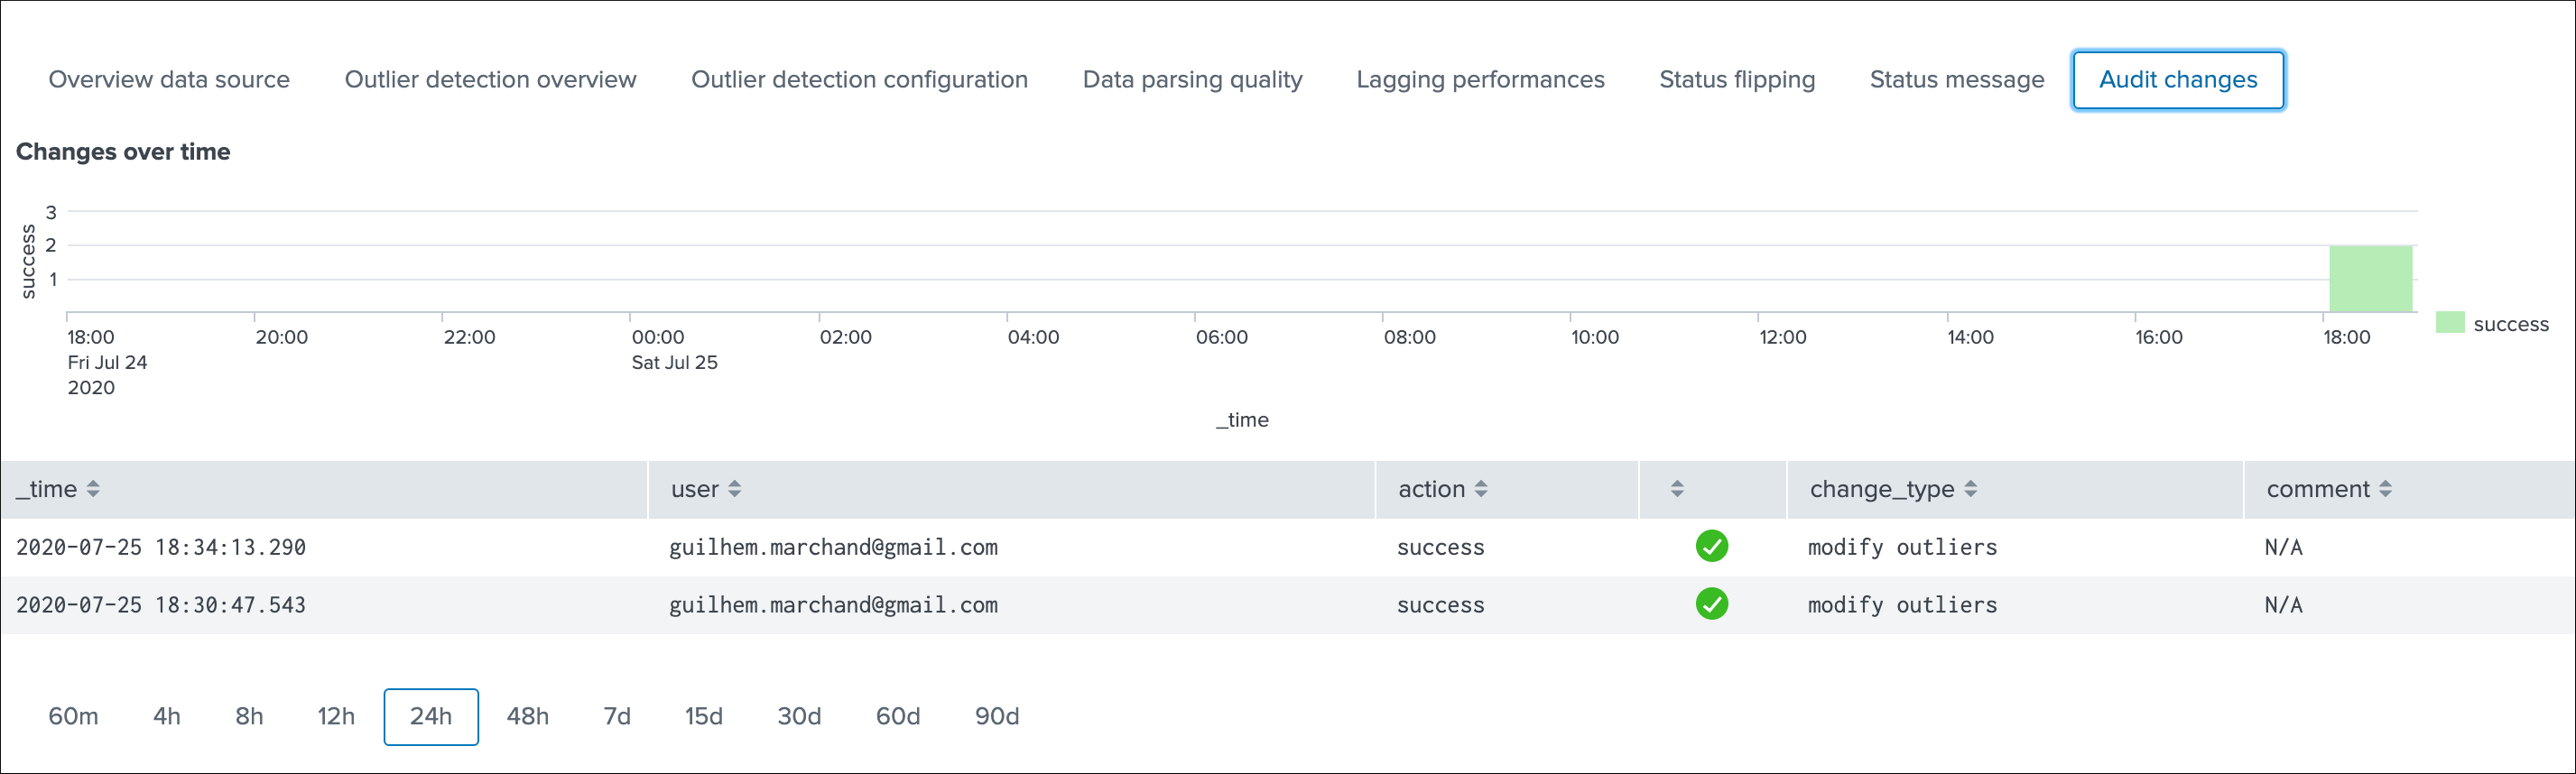 Overview data source Outlier detection overview Outlier detection configuration Data parsing quality Lagging performances Status flipping Status message Audit changes
Changes over time
success
3
2
1
18:00 20:00 22:00 00:00 02:00 04:00 06:00 08:00 10:00 12:00 14:00 16:00 18:00
Fri Jul 24 Sat Jul 25
2020
success
_time
_time user action change_type comment
2020-07-25 18:34:13.290 guilhem.marchand@gmail.com success modify outliers N/A
2020-07-25 18:30:47.543 guilhem.marchand@gmail.com success modify outliers N/A
60m 4h 8h 12h 24h 48h 7d 15d 30d 60d 90d